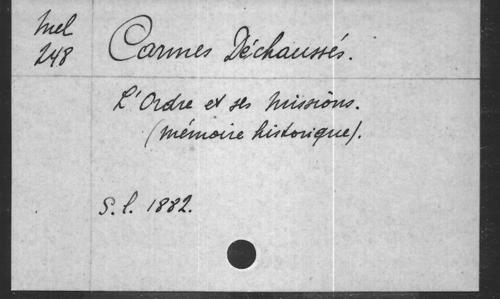 Mel
248
Carmes Déchaussés.
L'Ordre et ses missions.
(mémoire historique).
S.l. 1882.